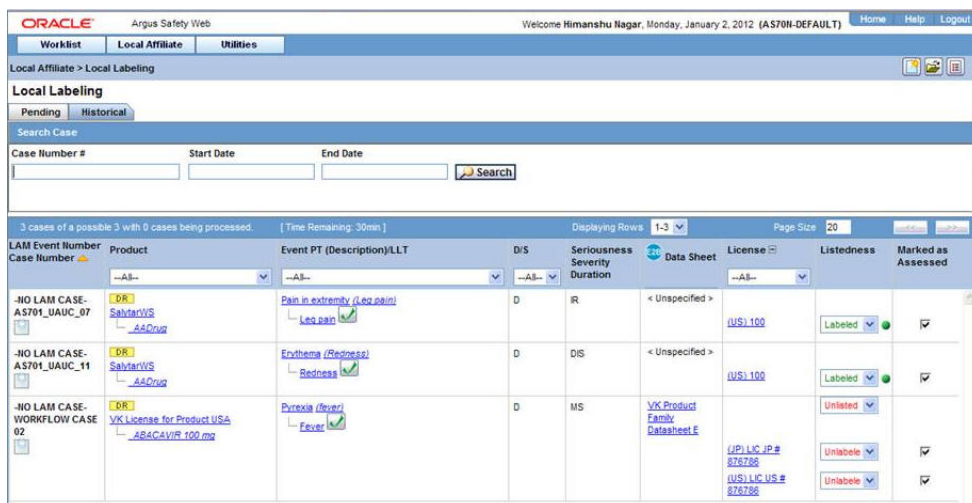 ORACLE Argus Safety Web Welcome Himanshu Nagar, Monday, January 2, 2012 (AS70N-DEFAULT) Home Help Logout
Worklist Local Affiliate Utilities
Local Affiliate > Local Labeling
Local Labeling
Pending Historical
Search Case
Case Number # Start Date End Date
Search
3 cases of a possible 3 with 0 cases being processed. [ Time Remaining: 30min ] Displaying Rows 1-3 Page Size 20 << >>
LAM Event Number Product Event PT (Description)/LLT D/S Seriousness E2B Data Sheet License Listedness Marked as
Case Number Severity Assessed
Duration
--All-- --All-- --All-- --All--
-NO LAM CASE- DR Pain in extremity (Leg pain) D IR < Unspecified >
AS701_UAUC_07 SalytarWS Leg pain (US) 100 Labeled
AADrug
-NO LAM CASE- DR Erythema (Redness) D DIS < Unspecified >
AS701_UAUC_11 SalytarWS Redness (US) 100 Labeled
AADrug
-NO LAM CASE- DR Pyrexia (fever) D MS VK Product Unlisted
WORKFLOW CASE VK License for Product USA Fever Family
02 ABACAVIR 100 mg Datasheet E
(JP) LIC JP # Unlabele
876786
(US) LIC US # Unlabele
876786